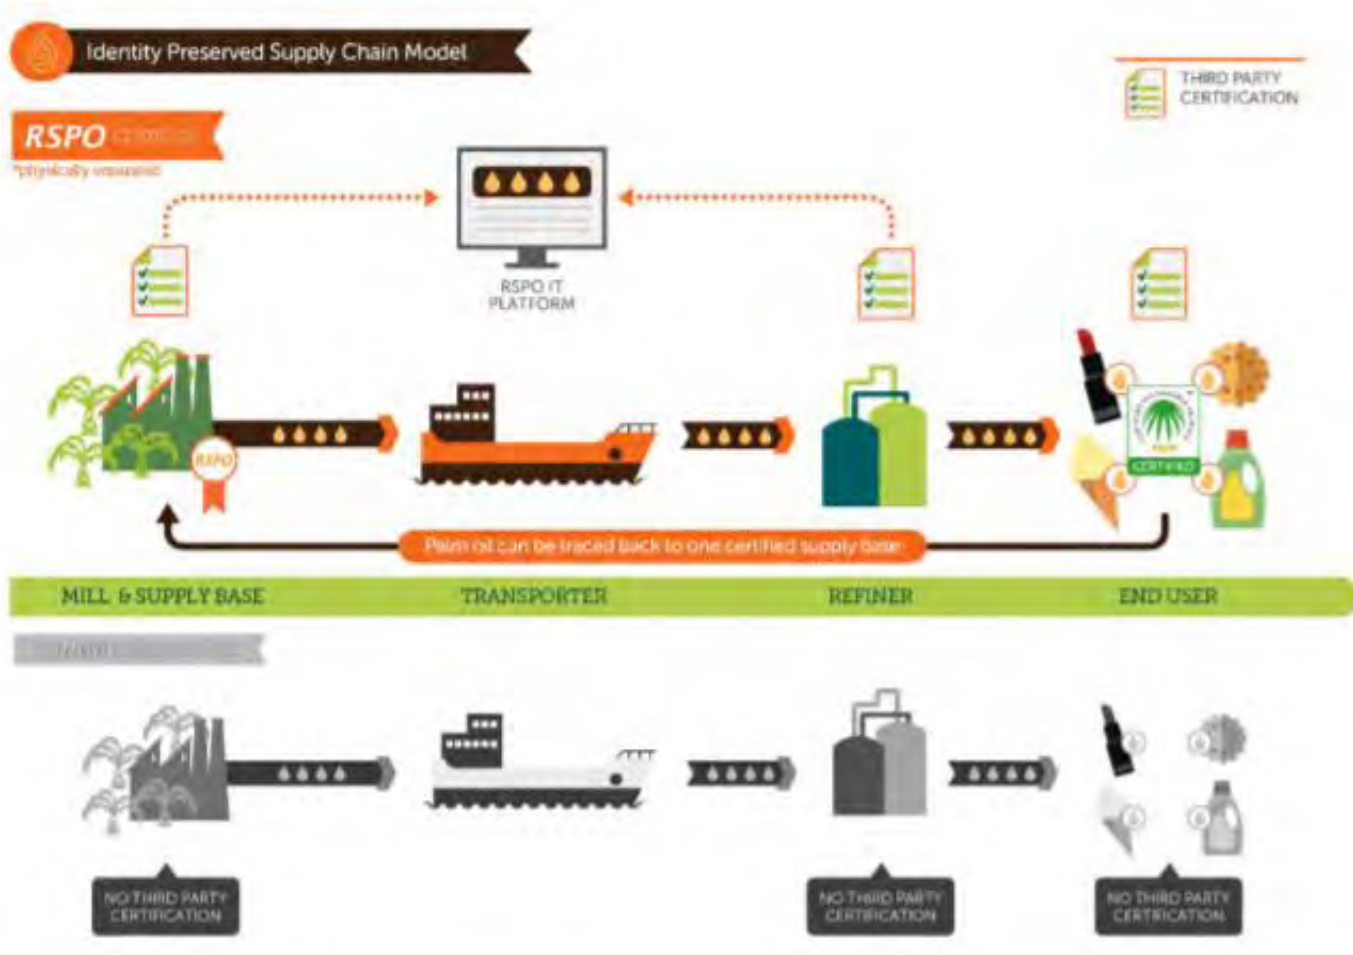 Identity Preserved Supply Chain Model
THIRD PARTY
CERTIFICATION
RSPO
*physically separated
RSPO IT
PLATFORM
RSPO
CERTIFIED
Palm oil can be traced back to one certified supply base
MILL & SUPPLY BASE
TRANSPORTER
REFINER
END USER
NO THIRD PARTY
CERTIFICATION
NO THIRD PARTY
CERTIFICATION
NO THIRD PARTY
CERTIFICATION